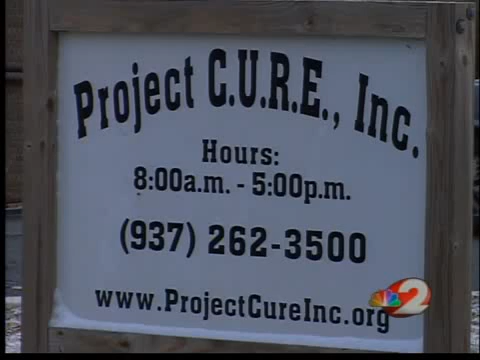 Project C.U.R.E., Inc.
Hours:
8:00a.m. - 5:00p.m.
(937) 262-3500
www.ProjectCureInc.org
2